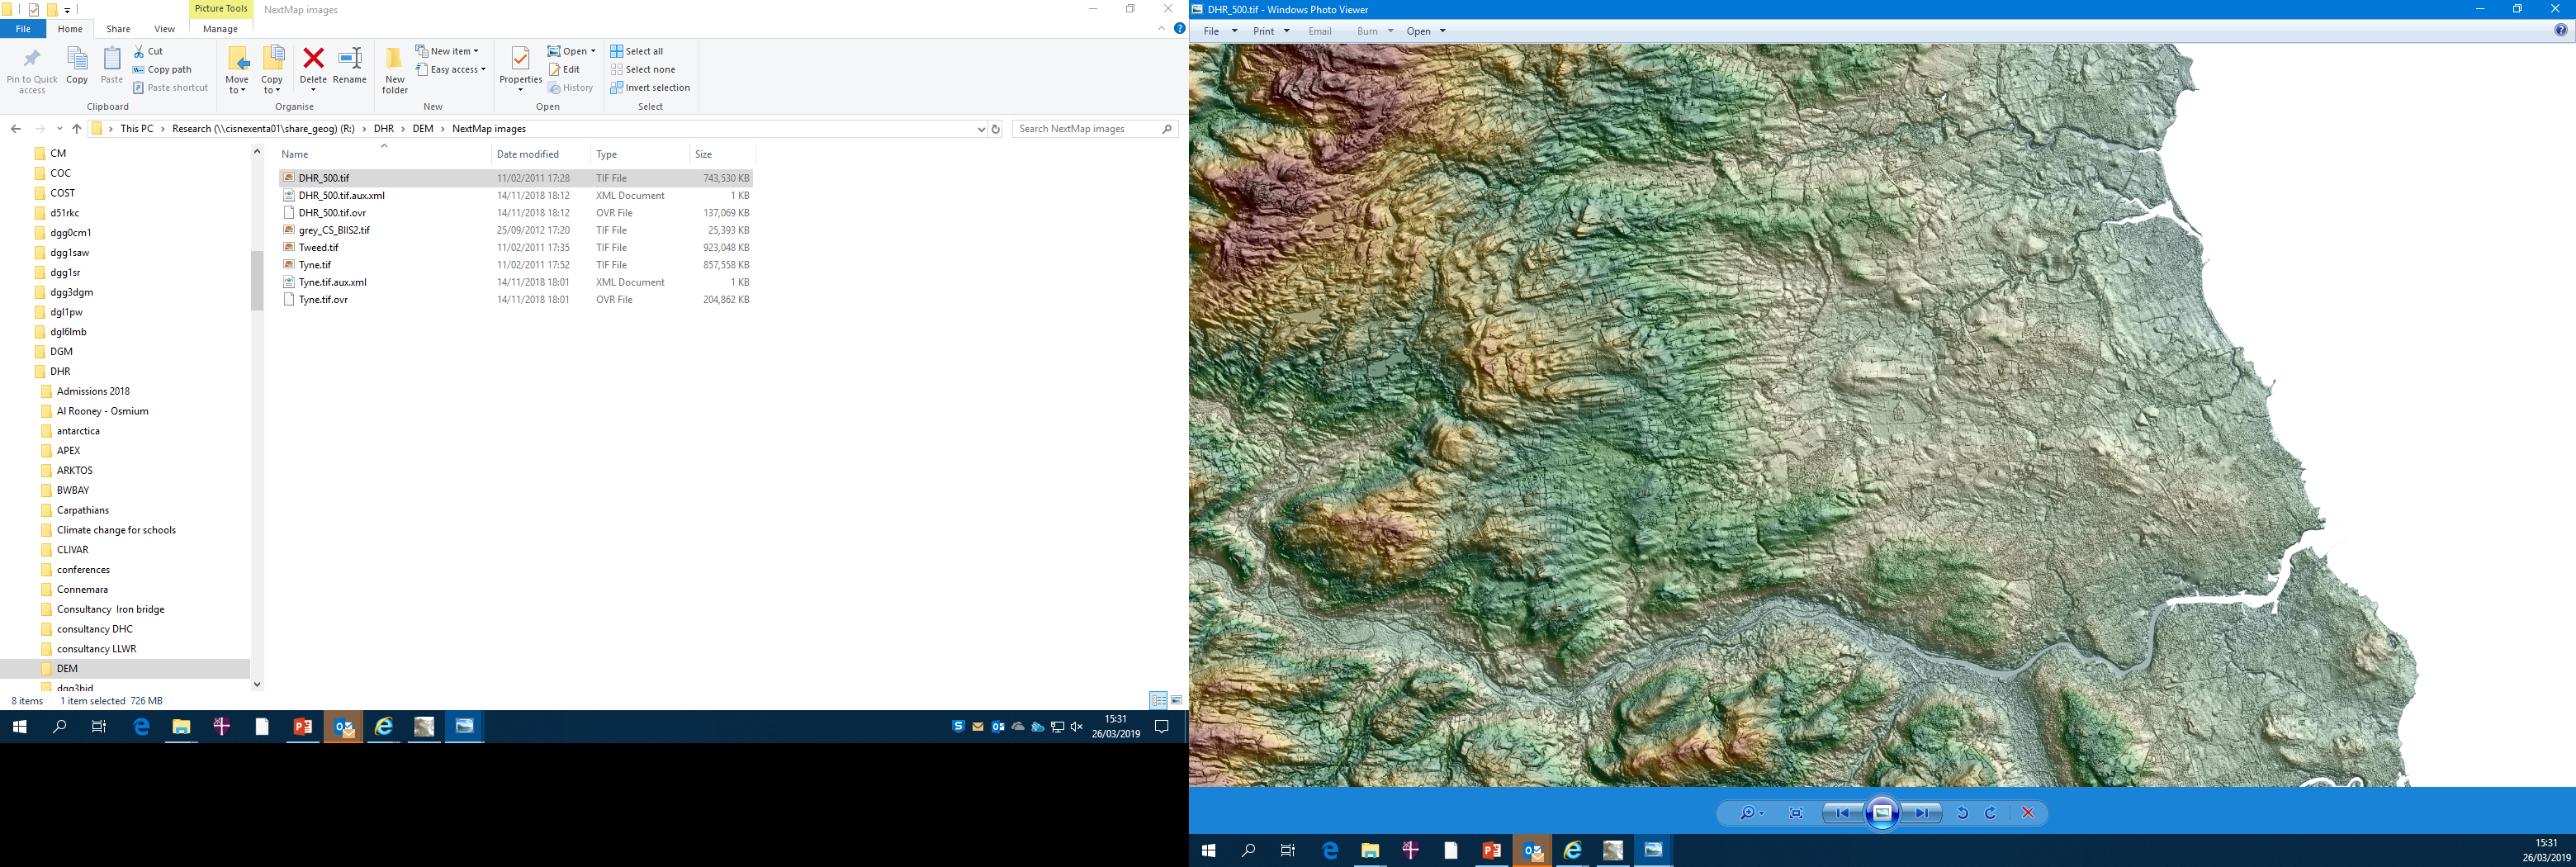 Picture Tools
NextMap images
File
Home
Share
View
Manage
Pin to Quick access
Copy
Paste
Cut
Copy path
Paste shortcut
Clipboard
Move to
Copy to
Delete
Rename
Organise
New folder
New item
Easy access
New
Properties
Open
Edit
History
Open
Select all
Select none
Invert selection
Select
This PC > Research (\\cisnexenta01\share_geog) (R:) > DHR > DEM > NextMap images
Search NextMap images
CM
COC
COST
d51rkc
dgg0cm1
dgg1saw
dgg1sr
dgg3dgm
dgl1pw
dgl6lmb
DGM
DHR
Admissions 2018
Al Rooney - Osmium
antarctica
APEX
ARKTOS
BWBAY
Carpathians
Climate change for schools
CLIVAR
conferences
Connemara
Consultancy Iron bridge
consultancy DHC
consultancy LLWR
DEM
dgg3bid
Name Date modified Type Size
DHR_500.tif 11/02/2011 17:28 TIF File 743,530 KB
DHR_500.tif.aux.xml 14/11/2018 18:12 XML Document 1 KB
DHR_500.tif.ovr 14/11/2018 18:12 OVR File 137,069 KB
grey_CS_BIIS2.tif 25/09/2012 17:20 TIF File 25,393 KB
Tweed.tif 11/02/2011 17:35 TIF File 923,048 KB
Tyne.tif 11/02/2011 17:52 TIF File 857,558 KB
Tyne.tif.aux.xml 14/11/2018 18:01 XML Document 1 KB
Tyne.tif.ovr 14/11/2018 18:01 OVR File 204,862 KB
8 items 1 item selected 726 MB
15:31
26/03/2019
DHR_500.tif - Windows Photo Viewer
File Print Email Burn Open
15:31
26/03/2019